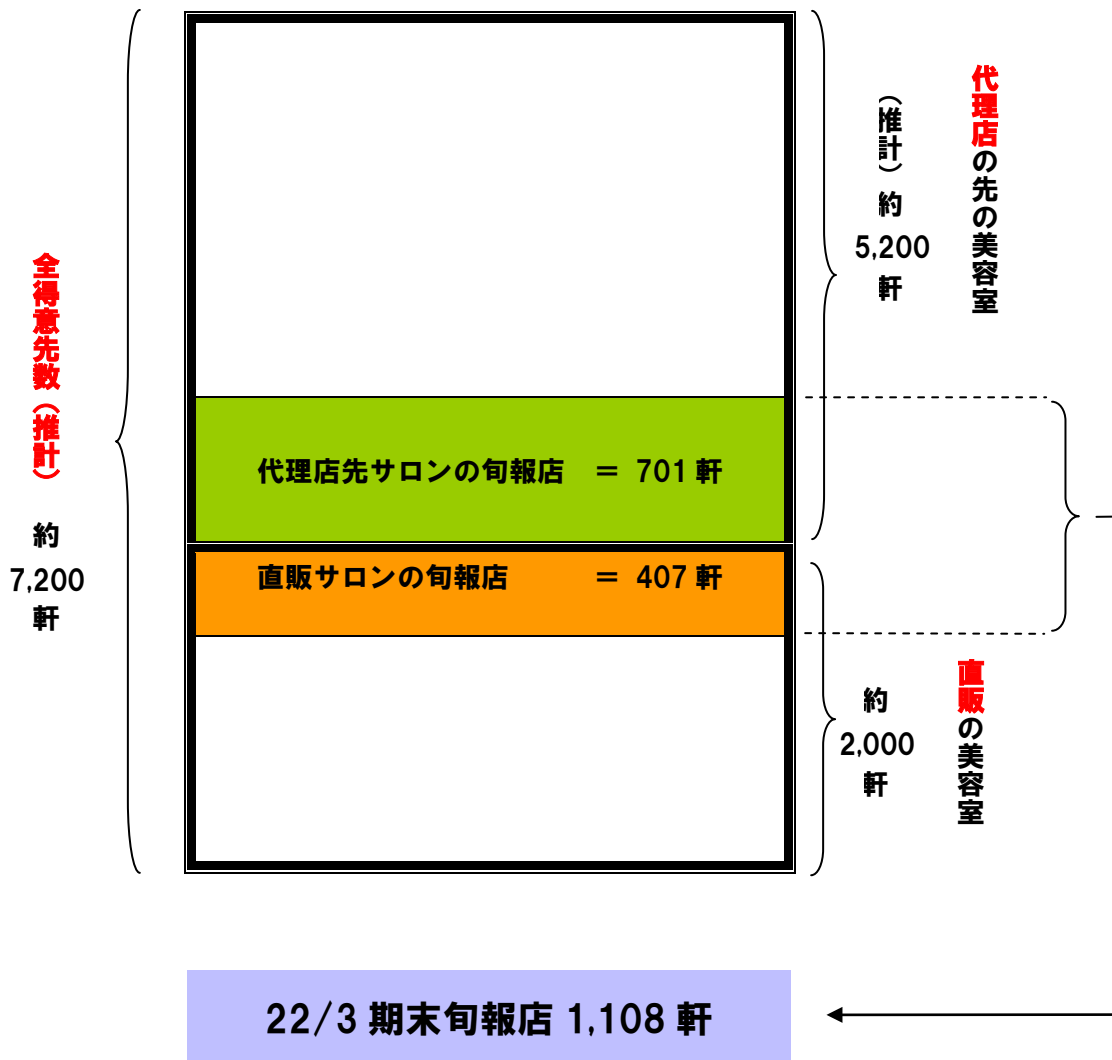 全得意先数（推計）
約
7,200
軒
代理店の先の美容室
（推計）約
5,200
軒
代理店先サロンの旬報店 ＝ 701 軒
直販サロンの旬報店 ＝ 407 軒
直販の美容室
約
2,000
軒
22/3 期末旬報店 1,108 軒